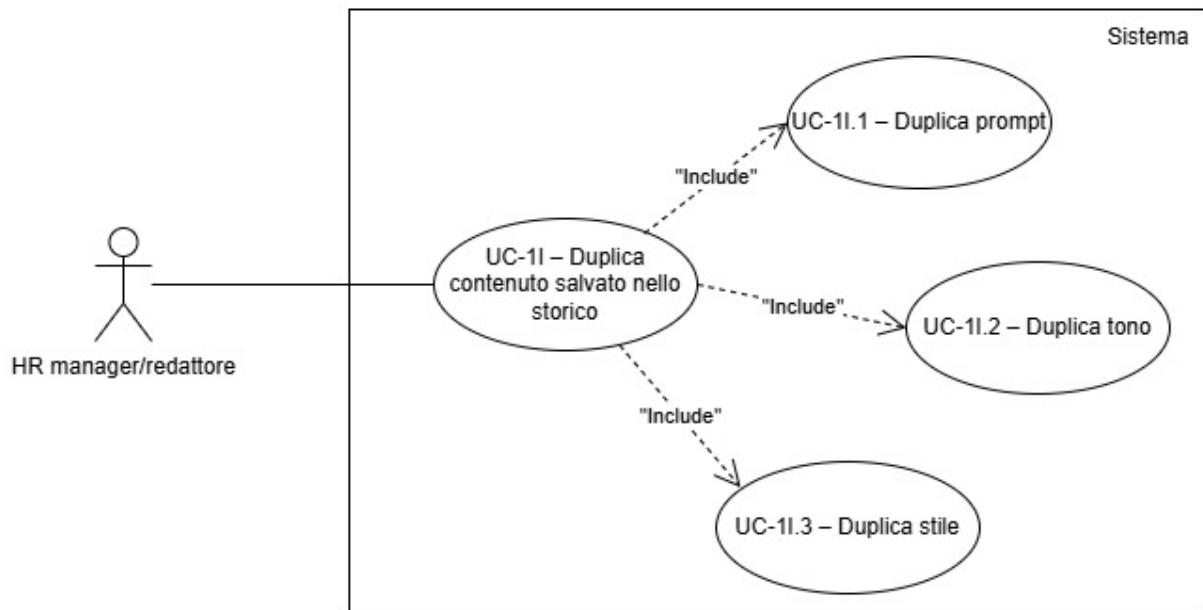 Sistema
UC-1I.1 – Duplica prompt
"Include"
UC-1I – Duplica
contenuto salvato nello
storico
"Include"
UC-1I.2 – Duplica tono
HR manager/redattore
"Include"
UC-1I.3 – Duplica stile